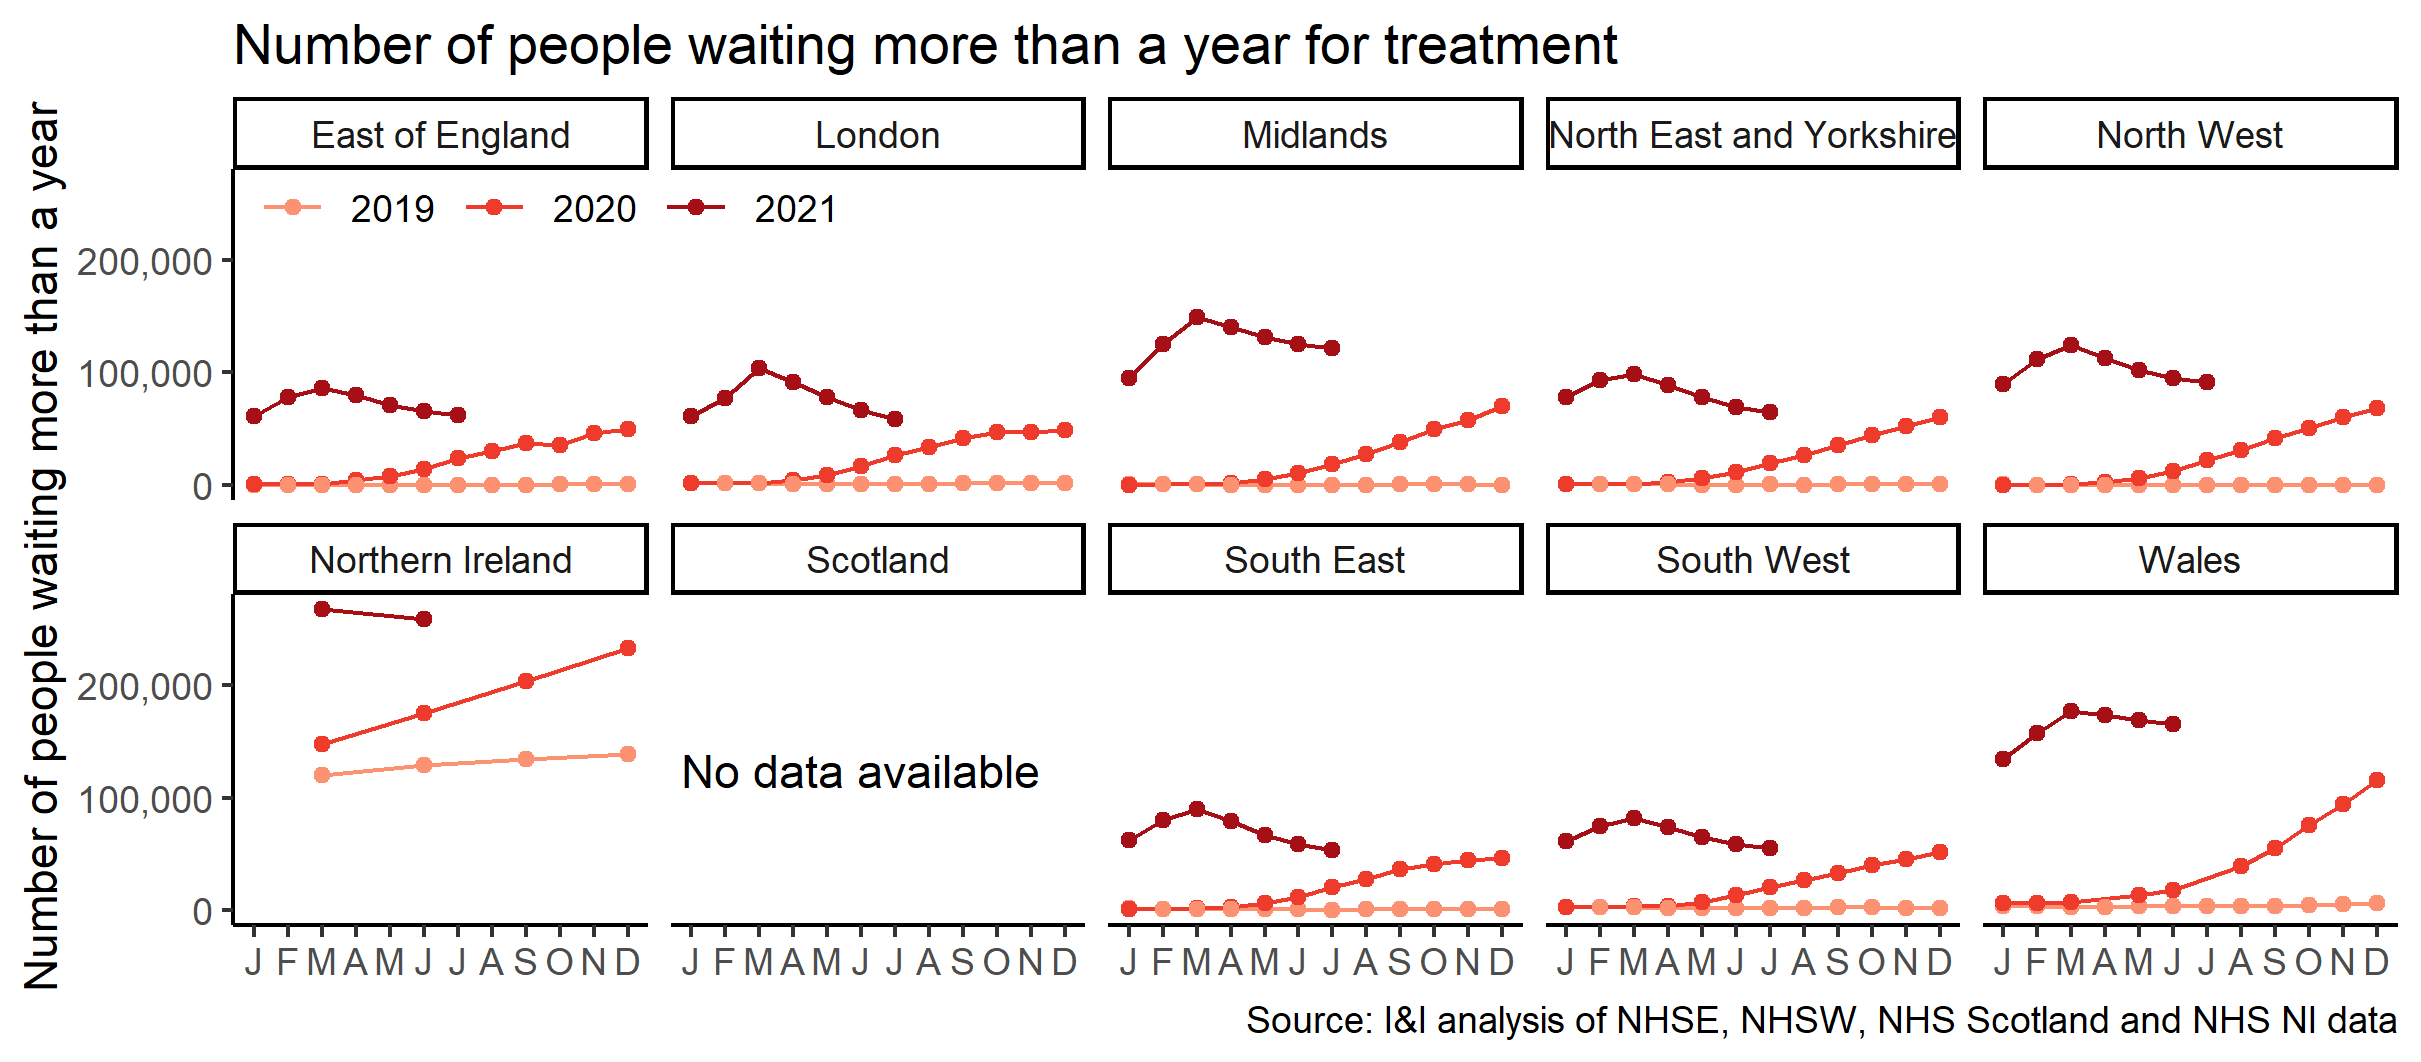 Number of people waiting more than a year for treatment
Number of people waiting more than a year
East of England
London
Midlands
North East and Yorkshire
North West
2019 2020 2021
200,000
100,000
0
Northern Ireland
Scotland
South East
South West
Wales
200,000
100,000
0
No data available
J F M A M J J A S O N D
J F M A M J J A S O N D
J F M A M J J A S O N D
J F M A M J J A S O N D
J F M A M J J A S O N D
Source: I&I analysis of NHSE, NHSW, NHS Scotland and NHS NI data